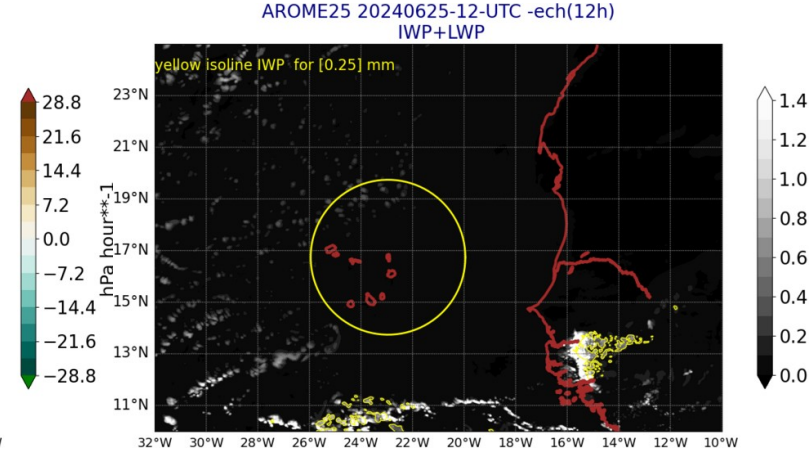 AROME25 20240625-12-UTC -ech(12h)
IWP+LWP
yellow isoline IWP for [0.25] mm
28.8
21.6
14.4
7.2
0.0
−7.2
−14.4
−21.6
−28.8
hPa hour**-1
23°N
21°N
19°N
17°N
15°N
13°N
11°N
32°W 30°W 28°W 26°W 24°W 22°W 20°W 18°W 16°W 14°W 12°W 10°W
1.4
1.2
1.0
0.8
0.6
0.4
0.2
0.0